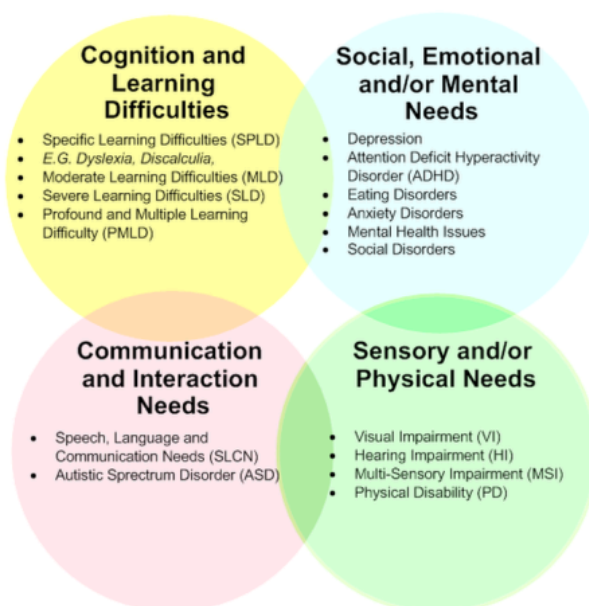 Cognition and
Learning
Difficulties
• Specific Learning Difficulties (SPLD)
• E.G. Dyslexia, Discalculia,
• Moderate Learning Difficulties (MLD)
• Severe Learning Difficulties (SLD)
• Profound and Multiple Learning
Difficulty (PMLD)
Social, Emotional
and/or Mental
Needs
• Depression
• Attention Deficit Hyperactivity
Disorder (ADHD)
• Eating Disorders
• Anxiety Disorders
• Mental Health Issues
• Social Disorders
Communication
and Interaction
Needs
• Speech, Language and
Communication Needs (SLCN)
• Autistic Sprectrum Disorder (ASD)
Sensory and/or
Physical Needs
• Visual Impairment (VI)
• Hearing Impairment (HI)
• Multi-Sensory Impairment (MSI)
• Physical Disability (PD)